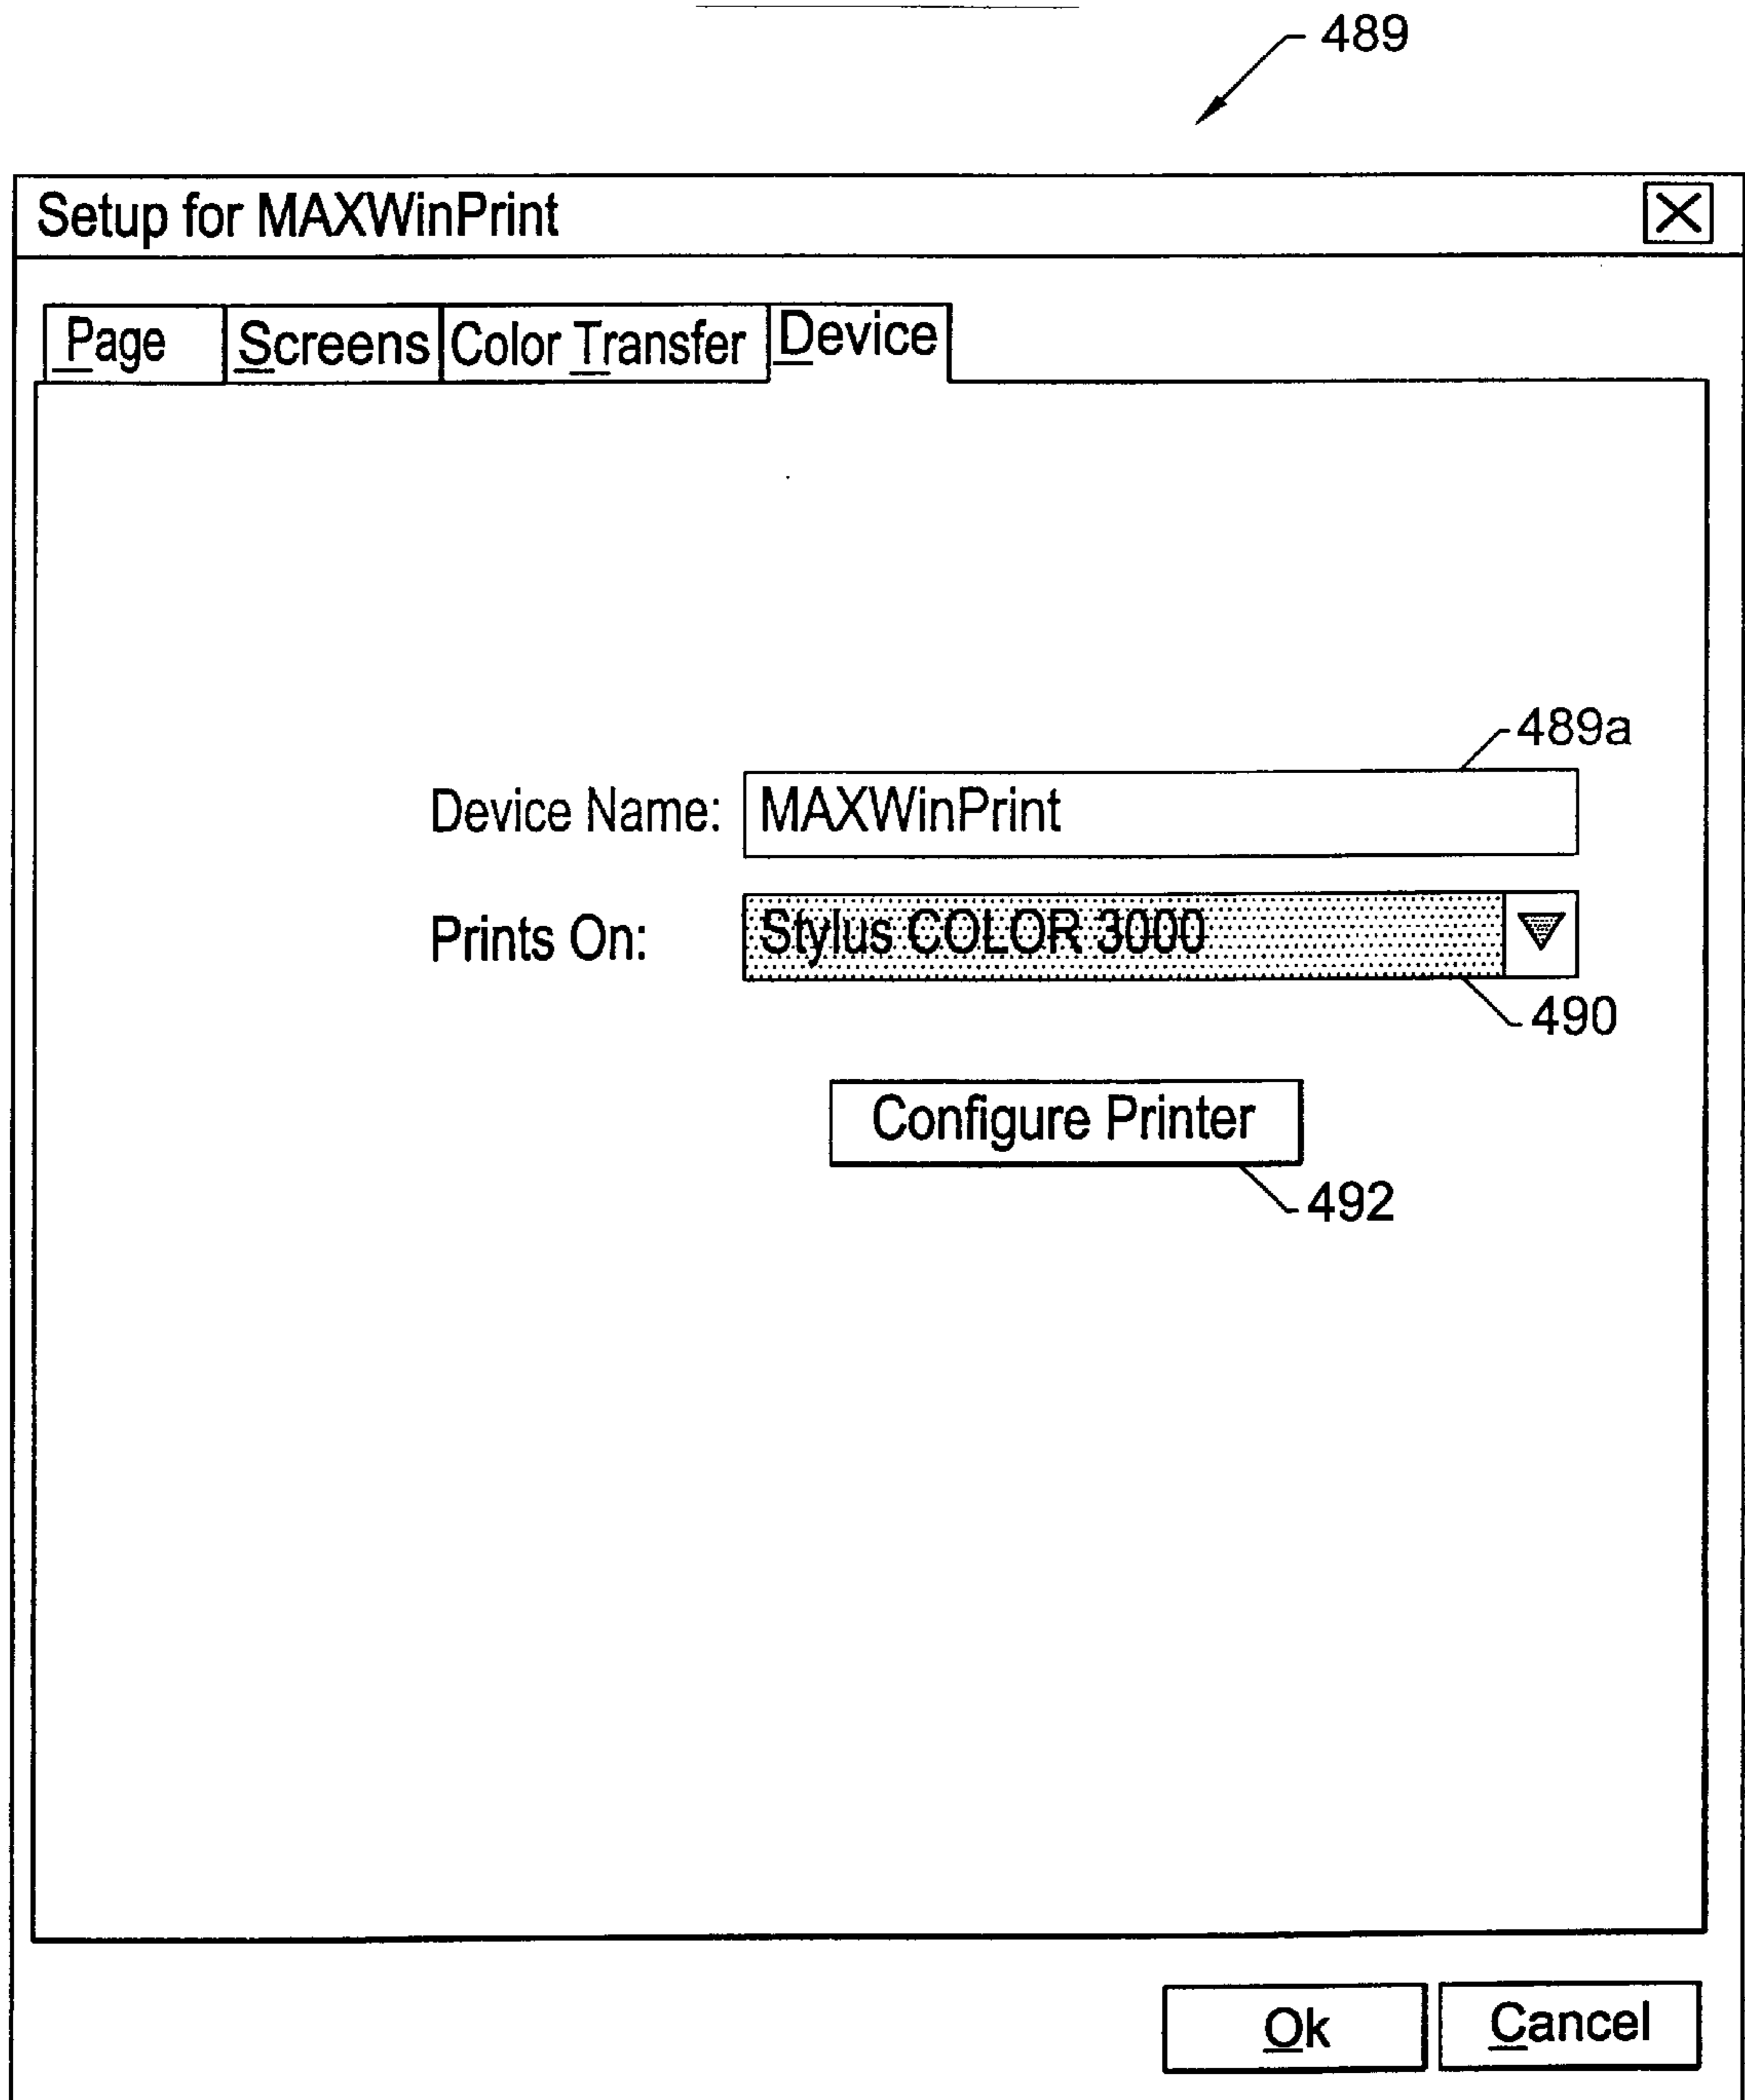 489
Setup for MAXWinPrint
Page Screens Color Transfer Device
489a
Device Name: MAXWinPrint
Prints On: Stylus COLOR 3000
490
Configure Printer
492
Ok Cancel